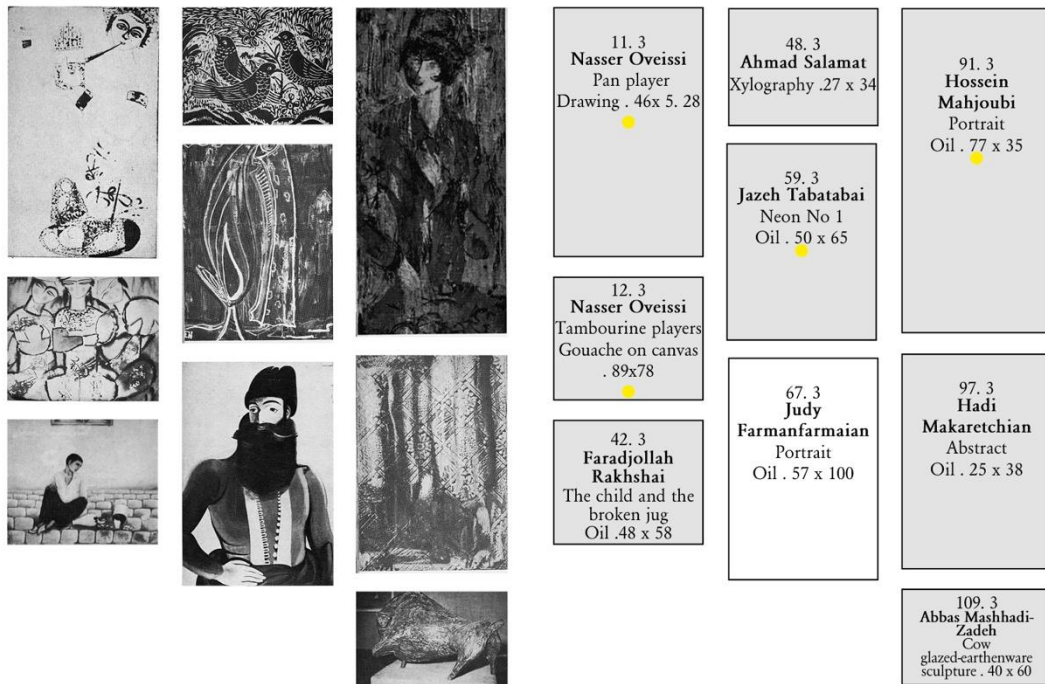 11. 3
Nasser Oveissi
Pan player
Drawing . 46x 5. 28
12. 3
Nasser Oveissi
Tambourine players
Gouache on canvas
. 89x78
42. 3
Faradjollah
Rakhshai
The child and the
broken jug
Oil .48 x 58
48. 3
Ahmad Salamat
Xylography .27 x 34
59. 3
Jazeh Tabatabai
Neon No 1
Oil . 50 x 65
67. 3
Judy
Farmanfarmaian
Portrait
Oil . 57 x 100
91. 3
Hossein
Mahjoubi
Portrait
Oil . 77 x 35
97. 3
Hadi
Makaretchian
Abstract
Oil . 25 x 38
109. 3
Abbas Mashhadi-
Zadeh
Cow
glazed-earthenware
sculpture . 40 x 60